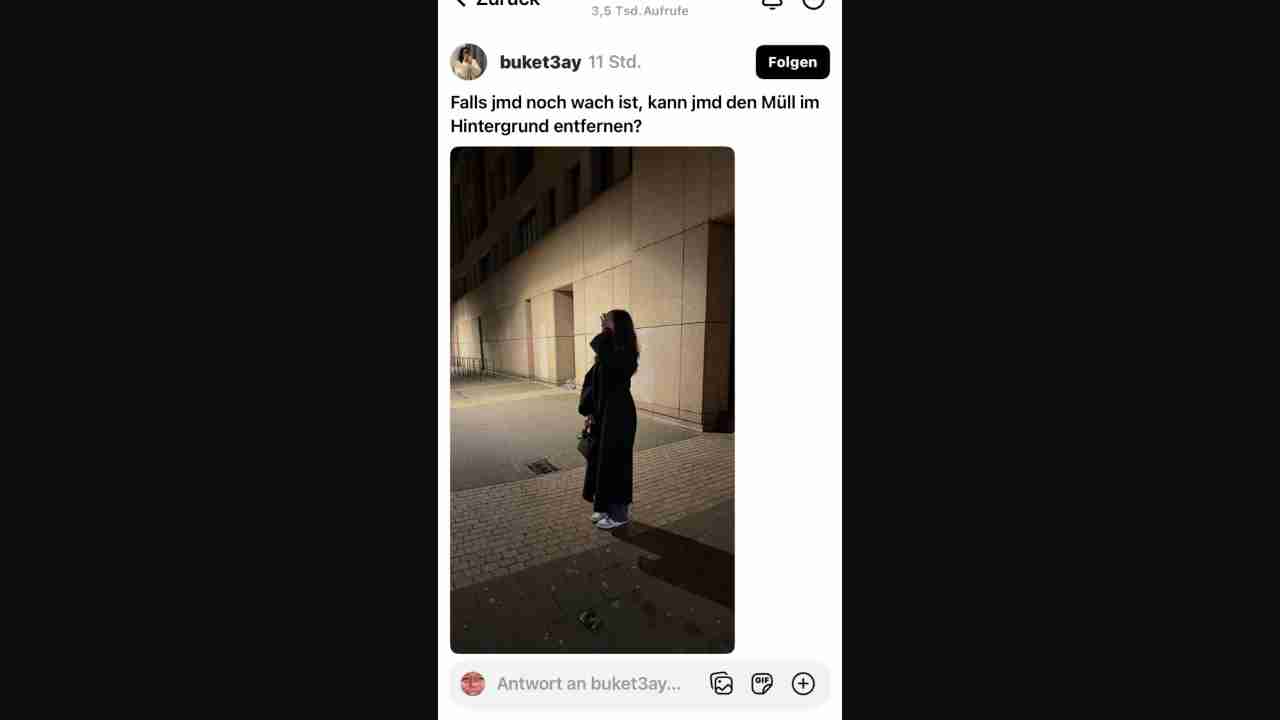 Zurück
3,5 Tsd. Aufrufe
buket3ay 11 Std.
Folgen
Falls jmd noch wach ist, kann jmd den Müll im
Hintergrund entfernen?
Antwort an buket3ay...
GIF